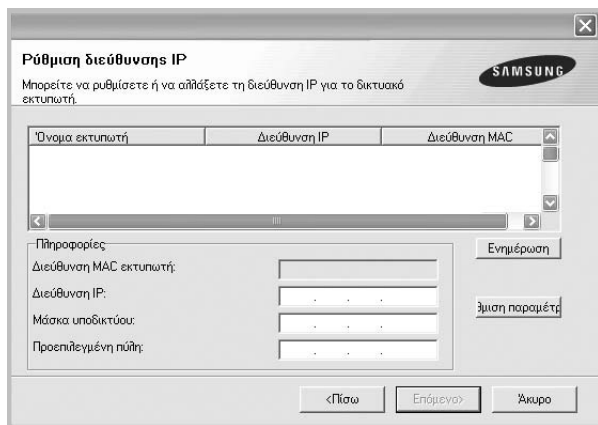 Ρύθμιση διεύθυνσης IP
Μπορείτε να ρυθμίσετε ή να αλλάξετε τη διεύθυνση IP για το δικτυακό
εκτυπωτή.
SAMSUNG
Όνομα εκτυπωτή Διεύθυνση IP Διεύθυνση MAC
Πληροφορίες
Ενημέρωση
Διεύθυνση MAC εκτυπωτή:
Διεύθυνση IP: . . .
θμιση παραμέτρ
Μάσκα υποδικτύου: . . .
Προεπιλεγμένη πύλη: . . .
<Πίσω Επόμενο> Άκυρο